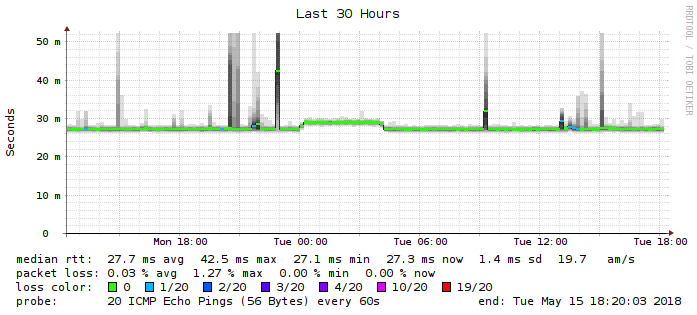 Last 30 Hours
RRDTOOL / TOBI OETIKER
Seconds
50 m
40 m
30 m
20 m
10 m
0
Mon 18:00 Tue 00:00 Tue 06:00 Tue 12:00 Tue 18:00
median rtt: 27.7 ms avg 42.5 ms max 27.1 ms min 27.3 ms now 1.4 ms sd 19.7 am/s
packet loss: 0.03 % avg 1.27 % max 0.00 % min 0.00 % now
loss color: 0 1/20 2/20 3/20 4/20 10/20 19/20
probe: 20 ICMP Echo Pings (56 Bytes) every 60s end: Tue May 15 18:20:03 2018